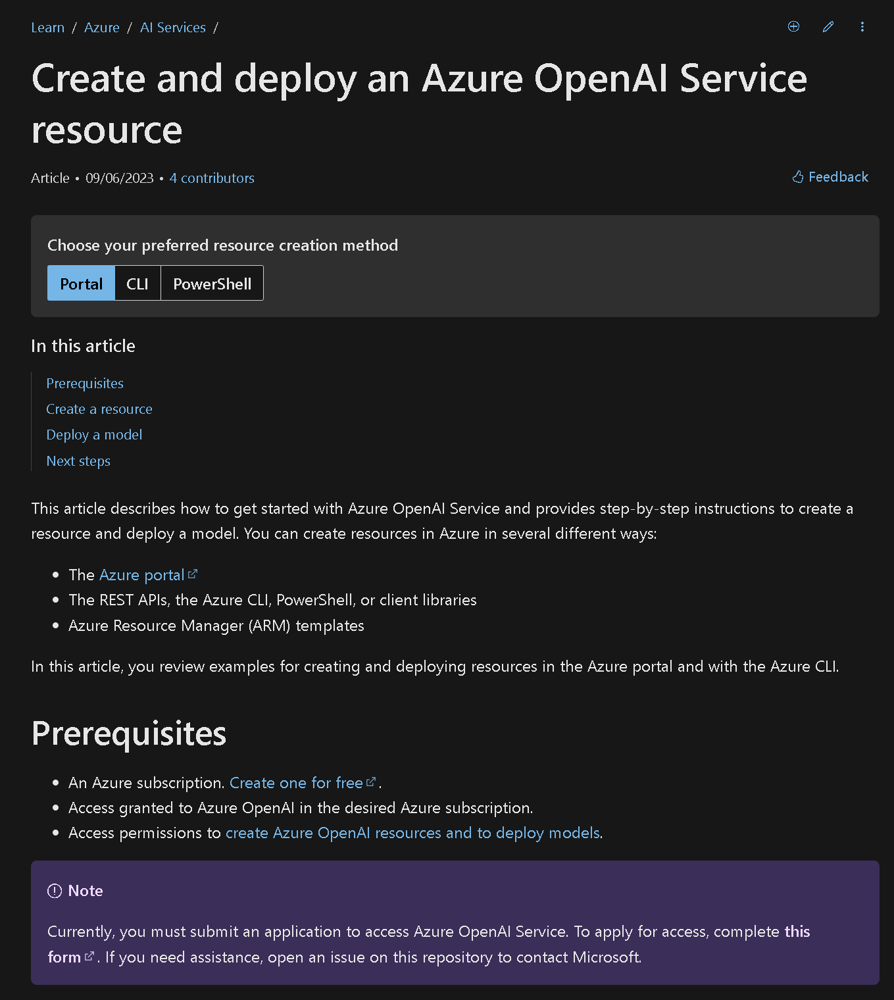 Learn / Azure / AI Services /
Create and deploy an Azure OpenAI Service
resource
Article • 09/06/2023 • 4 contributors
Feedback
Choose your preferred resource creation method
Portal CLI PowerShell
In this article
Prerequisites
Create a resource
Deploy a model
Next steps
This article describes how to get started with Azure OpenAI Service and provides step-by-step instructions to create a
resource and deploy a model. You can create resources in Azure in several different ways:
• The Azure portal
• The REST APIs, the Azure CLI, PowerShell, or client libraries
• Azure Resource Manager (ARM) templates
In this article, you review examples for creating and deploying resources in the Azure portal and with the Azure CLI.
Prerequisites
• An Azure subscription. Create one for free .
• Access granted to Azure OpenAI in the desired Azure subscription.
• Access permissions to create Azure OpenAI resources and to deploy models.
Note
Currently, you must submit an application to access Azure OpenAI Service. To apply for access, complete this
form . If you need assistance, open an issue on this repository to contact Microsoft.